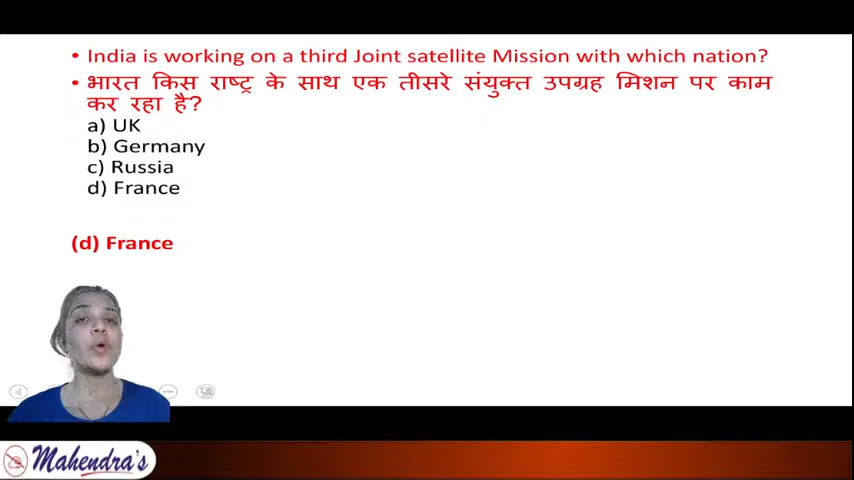 • India is working on a third Joint satellite Mission with which nation?
• भारत किस राष्ट्र के साथ एक तीसरे संयुक्त उपग्रह मिशन पर काम
कर रहा है?
a) UK
b) Germany
c) Russia
d) France
(d) France
Mahendra's